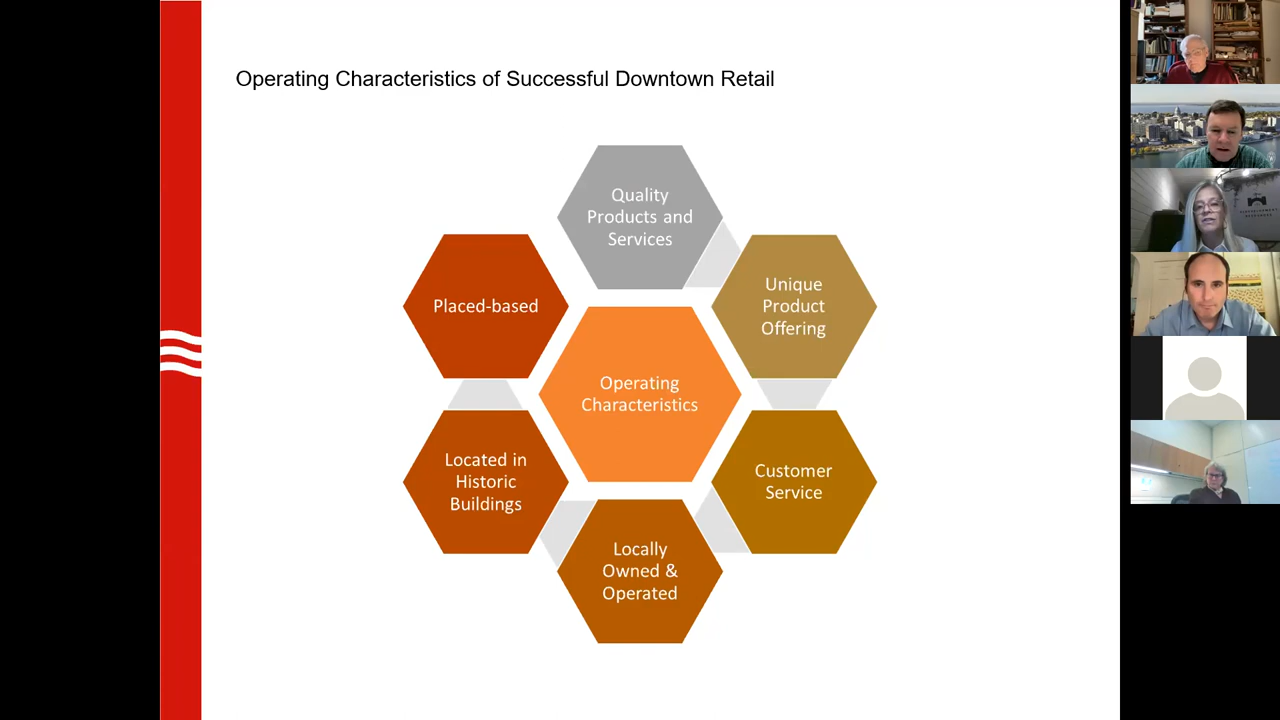 Operating Characteristics of Successful Downtown Retail
Quality
Products and
Services
Unique
Product
Offering
Customer
Service
Locally
Owned &
Operated
Located in
Historic
Buildings
Placed-based
Operating
Characteristics